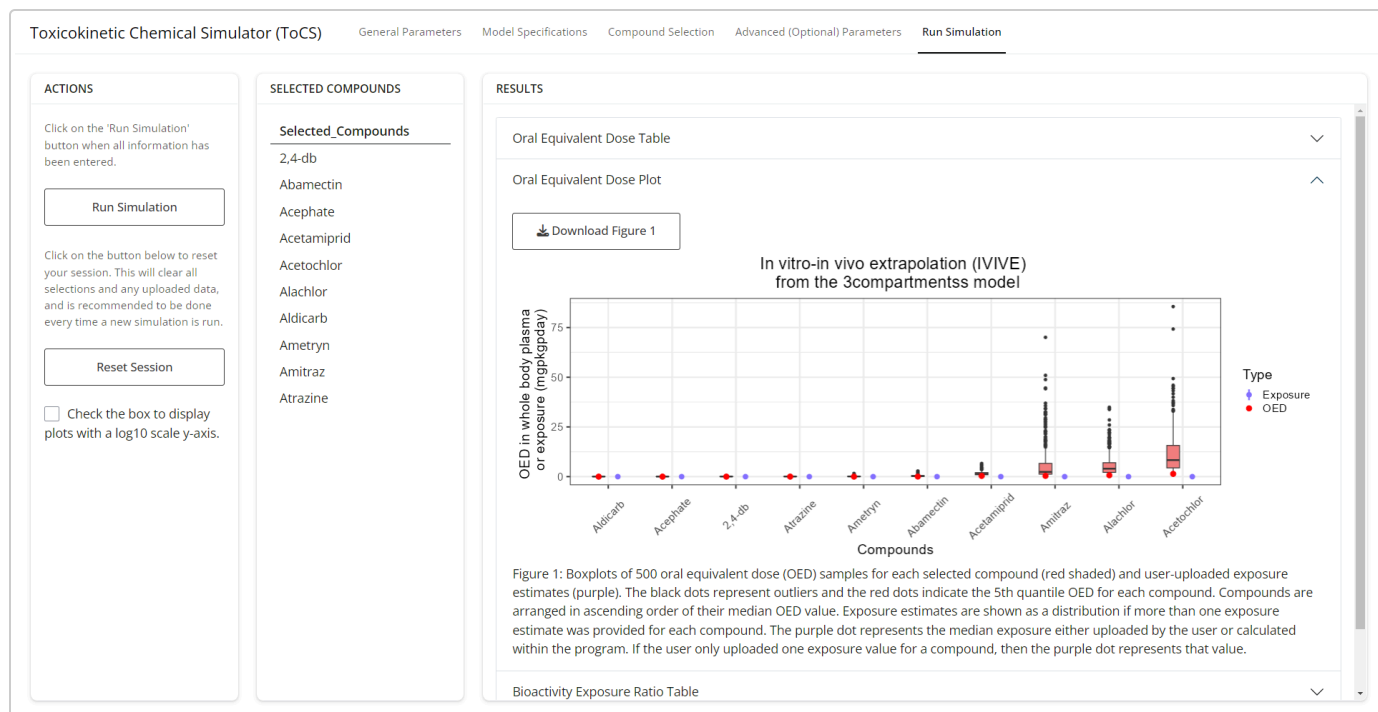 Toxicokinetic Chemical Simulator (ToCS)
General Parameters
Model Specifications
Compound Selection
Advanced (Optional) Parameters
Run Simulation
ACTIONS
Click on the 'Run Simulation'
button when all information has
been entered.
Run Simulation
Click on the button below to reset
your session. This will clear all
selections and any uploaded data,
and is recommended to be done
every time a new simulation is run.
Reset Session
Check the box to display
plots with a log10 scale y-axis.
SELECTED COMPOUNDS
Selected_Compounds
2,4-db
Abamectin
Acephate
Acetamiprid
Acetochlor
Alachlor
Aldicarb
Ametryn
Amitraz
Atrazine
RESULTS
Oral Equivalent Dose Table
Oral Equivalent Dose Plot
Download Figure 1
In vitro-in vivo extrapolation (IVIVE)
from the 3compartmentss model
OED in whole body plasma
or exposure (mgpkgpday)
75
50
25
0
Aldicarb
Acephate
2,4-db
Atrazine
Ametryn
Abamectin
Acetamiprid
Amitraz
Alachlor
Acetochlor
Compounds
Type
Exposure
OED
Figure 1: Boxplots of 500 oral equivalent dose (OED) samples for each selected compound (red shaded) and user-uploaded exposure
estimates (purple). The black dots represent outliers and the red dots indicate the 5th quantile OED for each compound. Compounds are
arranged in ascending order of their median OED value. Exposure estimates are shown as a distribution if more than one exposure
estimate was provided for each compound. The purple dot represents the median exposure either uploaded by the user or calculated
within the program. If the user only uploaded one exposure value for a compound, then the purple dot represents that value.
Bioactivity Exposure Ratio Table